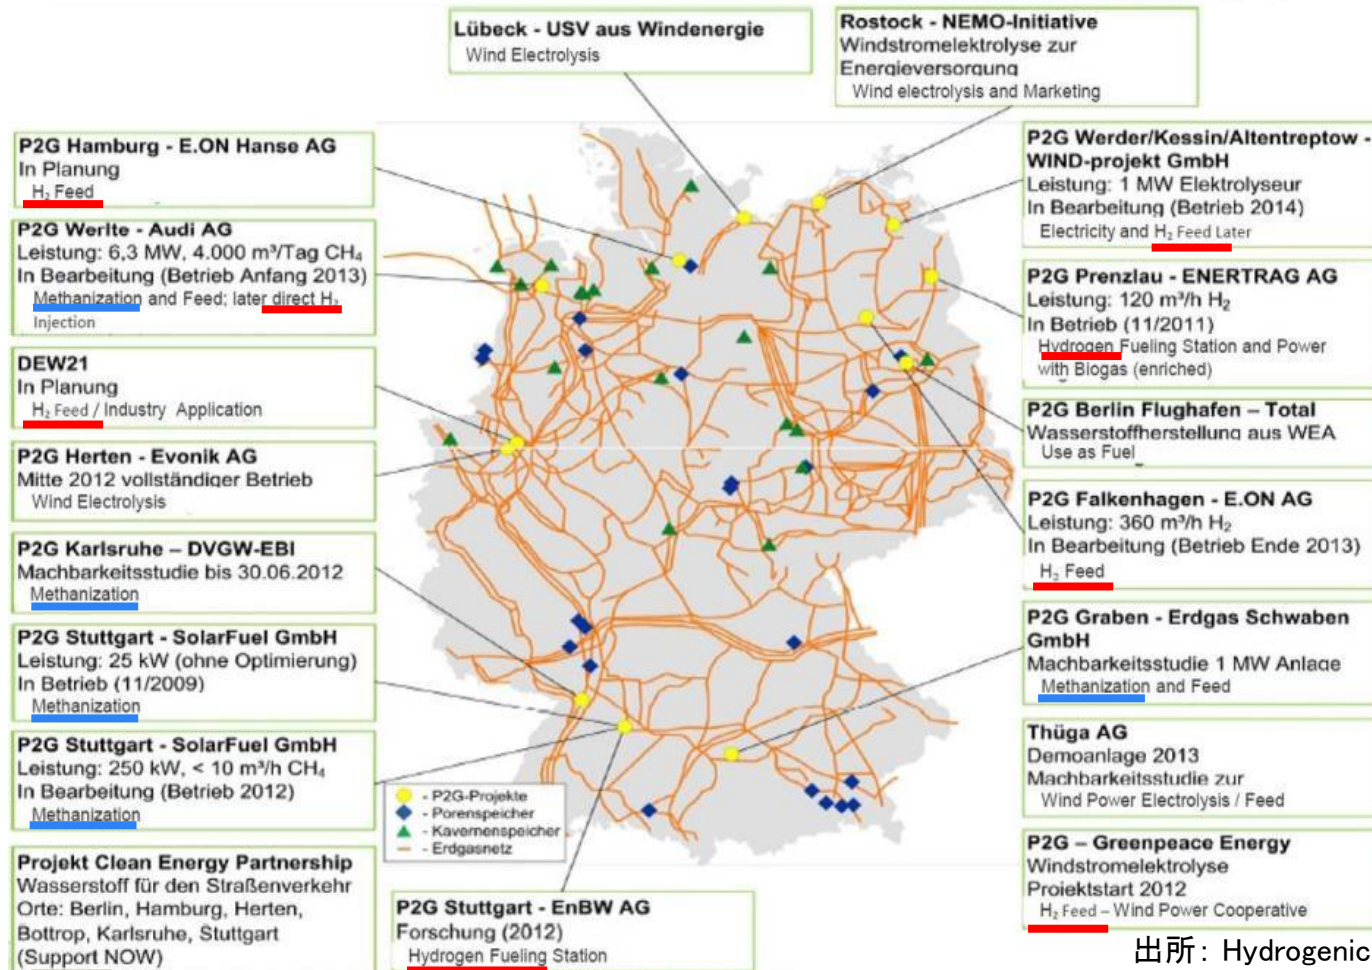 Lübeck - USV aus Windenergie
Wind Electrolysis
Rostock - NEMO-Initiative
Windstromelektrolyse zur
Energieversorgung
Wind electrolysis and Marketing
P2G Hamburg - E.ON Hanse AG
In Planung
H₂ Feed
P2G Werlte - Audi AG
Leistung: 6,3 MW, 4.000 m³/Tag CH₄
In Bearbeitung (Betrieb Anfang 2013)
Methanization and Feed; later direct H₂
Injection
DEW21
In Planung
H₂ Feed / Industry Application
P2G Herten - Evonik AG
Mitte 2012 vollständiger Betrieb
Wind Electrolysis
P2G Karlsruhe – DVGW-EBI
Machbarkeitsstudie bis 30.06.2012
Methanization
P2G Stuttgart - SolarFuel GmbH
Leistung: 25 kW (ohne Optimierung)
In Betrieb (11/2009)
Methanization
P2G Stuttgart - SolarFuel GmbH
Leistung: 250 kW, < 10 m³/h CH₄
In Bearbeitung (Betrieb 2012)
Methanization
Projekt Clean Energy Partnership
Wasserstoff für den Straßenverkehr
Orte: Berlin, Hamburg, Herten,
Bottrop, Karlsruhe, Stuttgart
(Support NOW)
- P2G-Projekte
- Porenspeicher
- Kavernenspeicher
- Erdgasnetz
P2G Stuttgart - EnBW AG
Forschung (2012)
Hydrogen Fueling Station
P2G Werder/Kessin/Altentreptow -
WIND-projekt GmbH
Leistung: 1 MW Elektrolyseur
In Bearbeitung (Betrieb 2014)
Electricity and H₂ Feed Later
P2G Prenzlau - ENERTRAG AG
Leistung: 120 m³/h H₂
In Betrieb (11/2011)
Hydrogen Fueling Station and Power
with Biogas (enriched)
P2G Berlin Flughafen – Total
Wasserstoffherstellung aus WEA
Use as Fuel
P2G Falkenhagen - E.ON AG
Leistung: 360 m³/h H₂
In Bearbeitung (Betrieb Ende 2013)
H₂ Feed
P2G Graben - Erdgas Schwaben
GmbH
Machbarkeitsstudie 1 MW Anlage
Methanization and Feed
Thüga AG
Demoanlage 2013
Machbarkeitsstudie zur
Wind Power Electrolysis / Feed
P2G – Greenpeace Energy
Windstromelektrolyse
Projektstart 2012
H₂ Feed – Wind Power Cooperative
出所: Hydrogenic